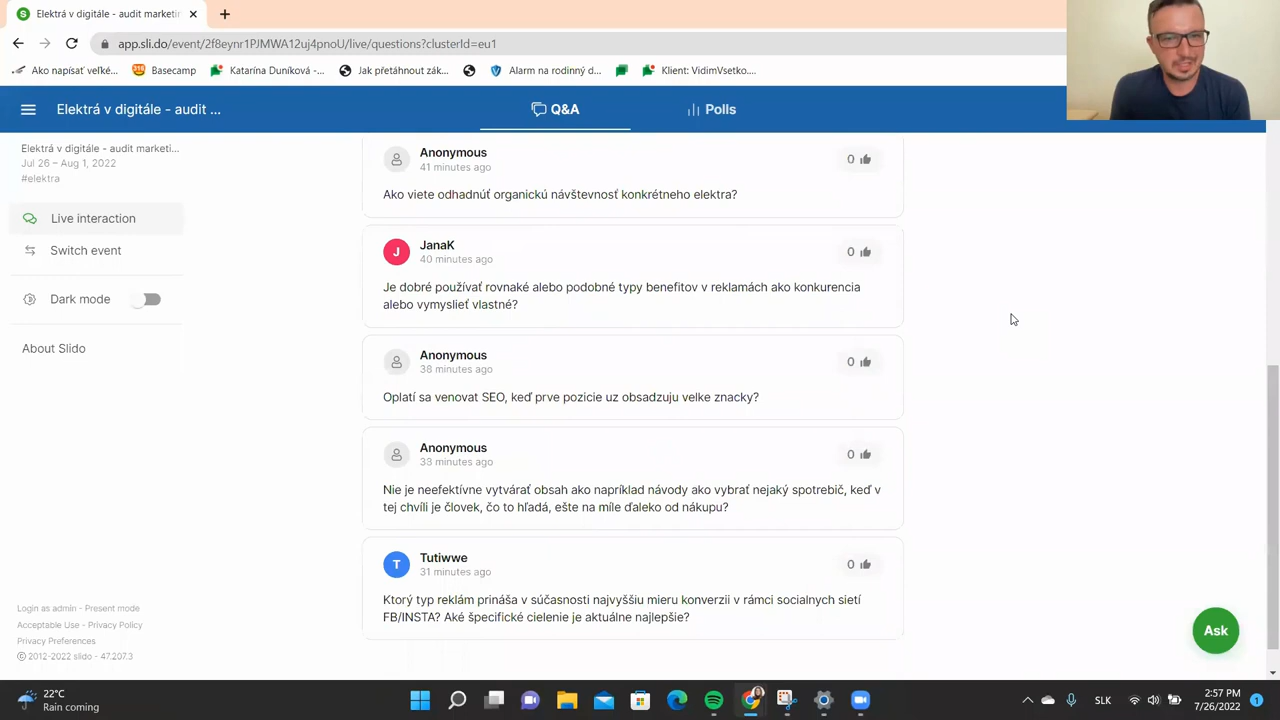 Elektrá v digitále - audit marketin
app.sli.do/event/2f8eynr1PJMWA12uj4pnoU/live/questions?clusterId=eu1
Ako napísať veľké...
Basecamp
Katarína Duníková -...
Jak přetáhnout zák...
Alarm na rodinný d...
Klient: VidimVsetko....
Elektrá v digitále - audit ...
Q&A
Polls
Elektrá v digitále - audit marketi...
Jul 26 – Aug 1, 2022
#elektra
Live interaction
Switch event
Dark mode
About Slido
Login as admin - Present mode
Acceptable Use - Privacy Policy
Privacy Preferences
© 2012-2022 slido - 47.207.3
Anonymous
0
41 minutes ago
Ako viete odhadnúť organickú návštevnosť konkrétneho elektra?
J
JanaK
0
40 minutes ago
Je dobré používať rovnaké alebo podobné typy benefitov v reklamách ako konkurencia
alebo vymyslieť vlastné?
Anonymous
0
38 minutes ago
Oplatí sa venovat SEO, keď prve pozicie uz obsadzuju velke znacky?
Anonymous
0
33 minutes ago
Nie je neefektívne vytvárať obsah ako napríklad návody ako vybrať nejaký spotrebič, keď v
tej chvíli je človek, čo to hľadá, ešte na míle ďaleko od nákupu?
T
Tutiwwe
0
31 minutes ago
Ktorý typ reklám prináša v súčasnosti najvyššiu mieru konverzii v rámci socialnych sietí
FB/INSTA? Aké špecifické cielenie je aktuálne najlepšie?
Ask
22°C
Rain coming
SLK
2:57 PM
7/26/2022
1